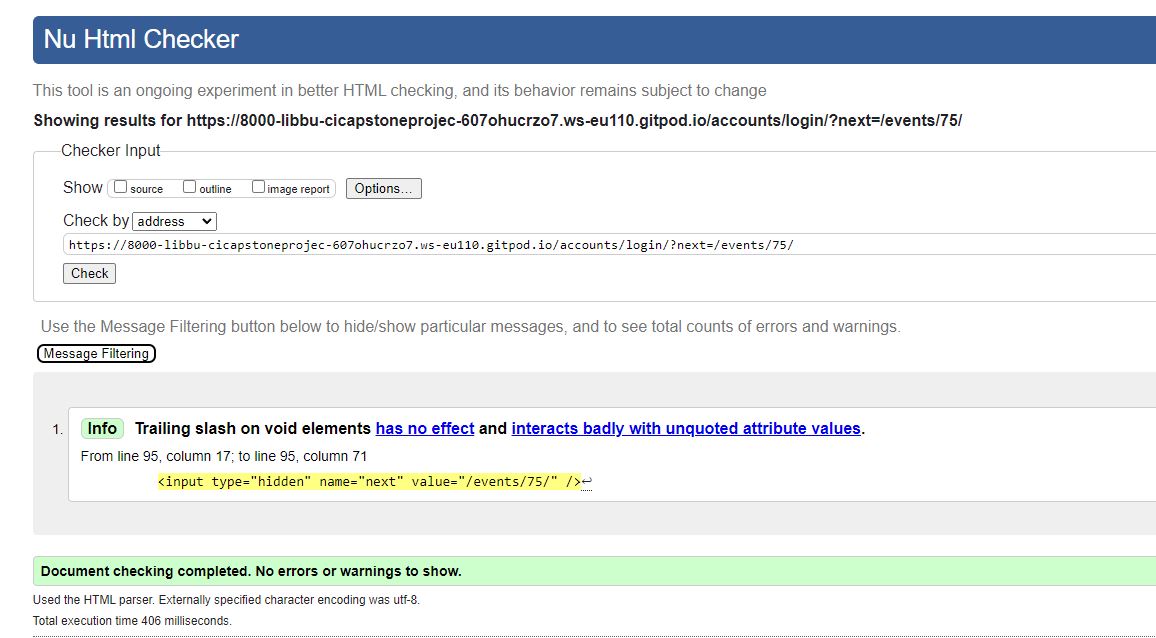 Nu Html Checker
This tool is an ongoing experiment in better HTML checking, and its behavior remains subject to change
Showing results for https://8000-libbu-cicapstoneprojec-607ohucrzo7.ws-eu110.gitpod.io/accounts/login/?next=/events/75/
Checker Input
Show source outline image report Options...
Check by address
https://8000-libbu-cicapstoneprojec-607ohucrzo7.ws-eu110.gitpod.io/accounts/login/?next=/events/75/
Check
Use the Message Filtering button below to hide/show particular messages, and to see total counts of errors and warnings.
Message Filtering
1. Info Trailing slash on void elements has no effect and interacts badly with unquoted attribute values.
From line 95, column 17; to line 95, column 71
<input type="hidden" name="next" value="/events/75/" />↩
Document checking completed. No errors or warnings to show.
Used the HTML parser. Externally specified character encoding was utf-8.
Total execution time 406 milliseconds.